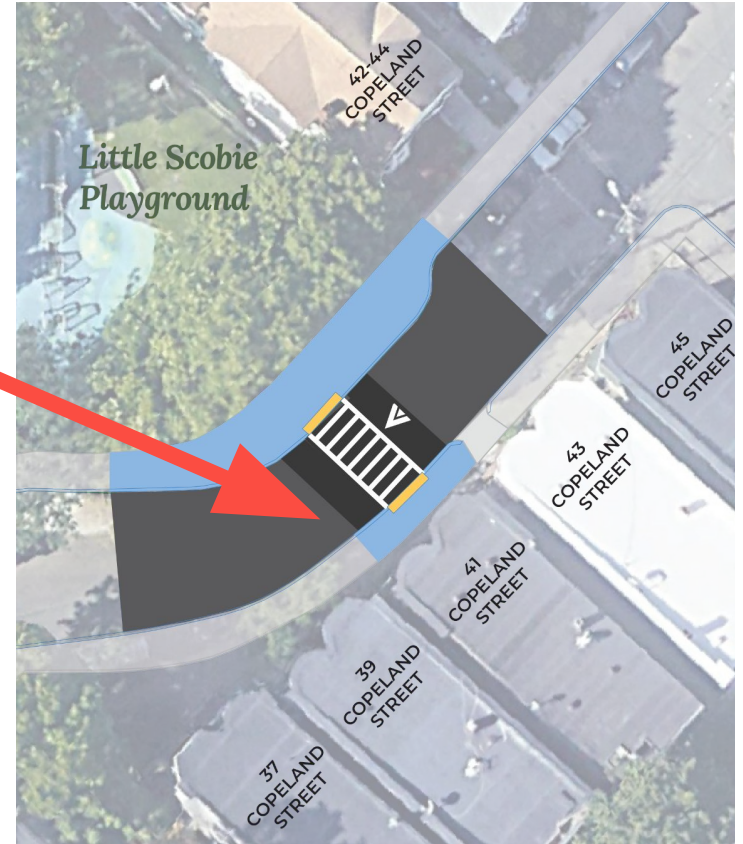 42-44
COPELAND
STREET
Little Scobie
Playground
45
COPELAND
STREET
43
COPELAND
STREET
41
COPELAND
STREET
39
COPELAND
STREET
37
COPELAND
STREET